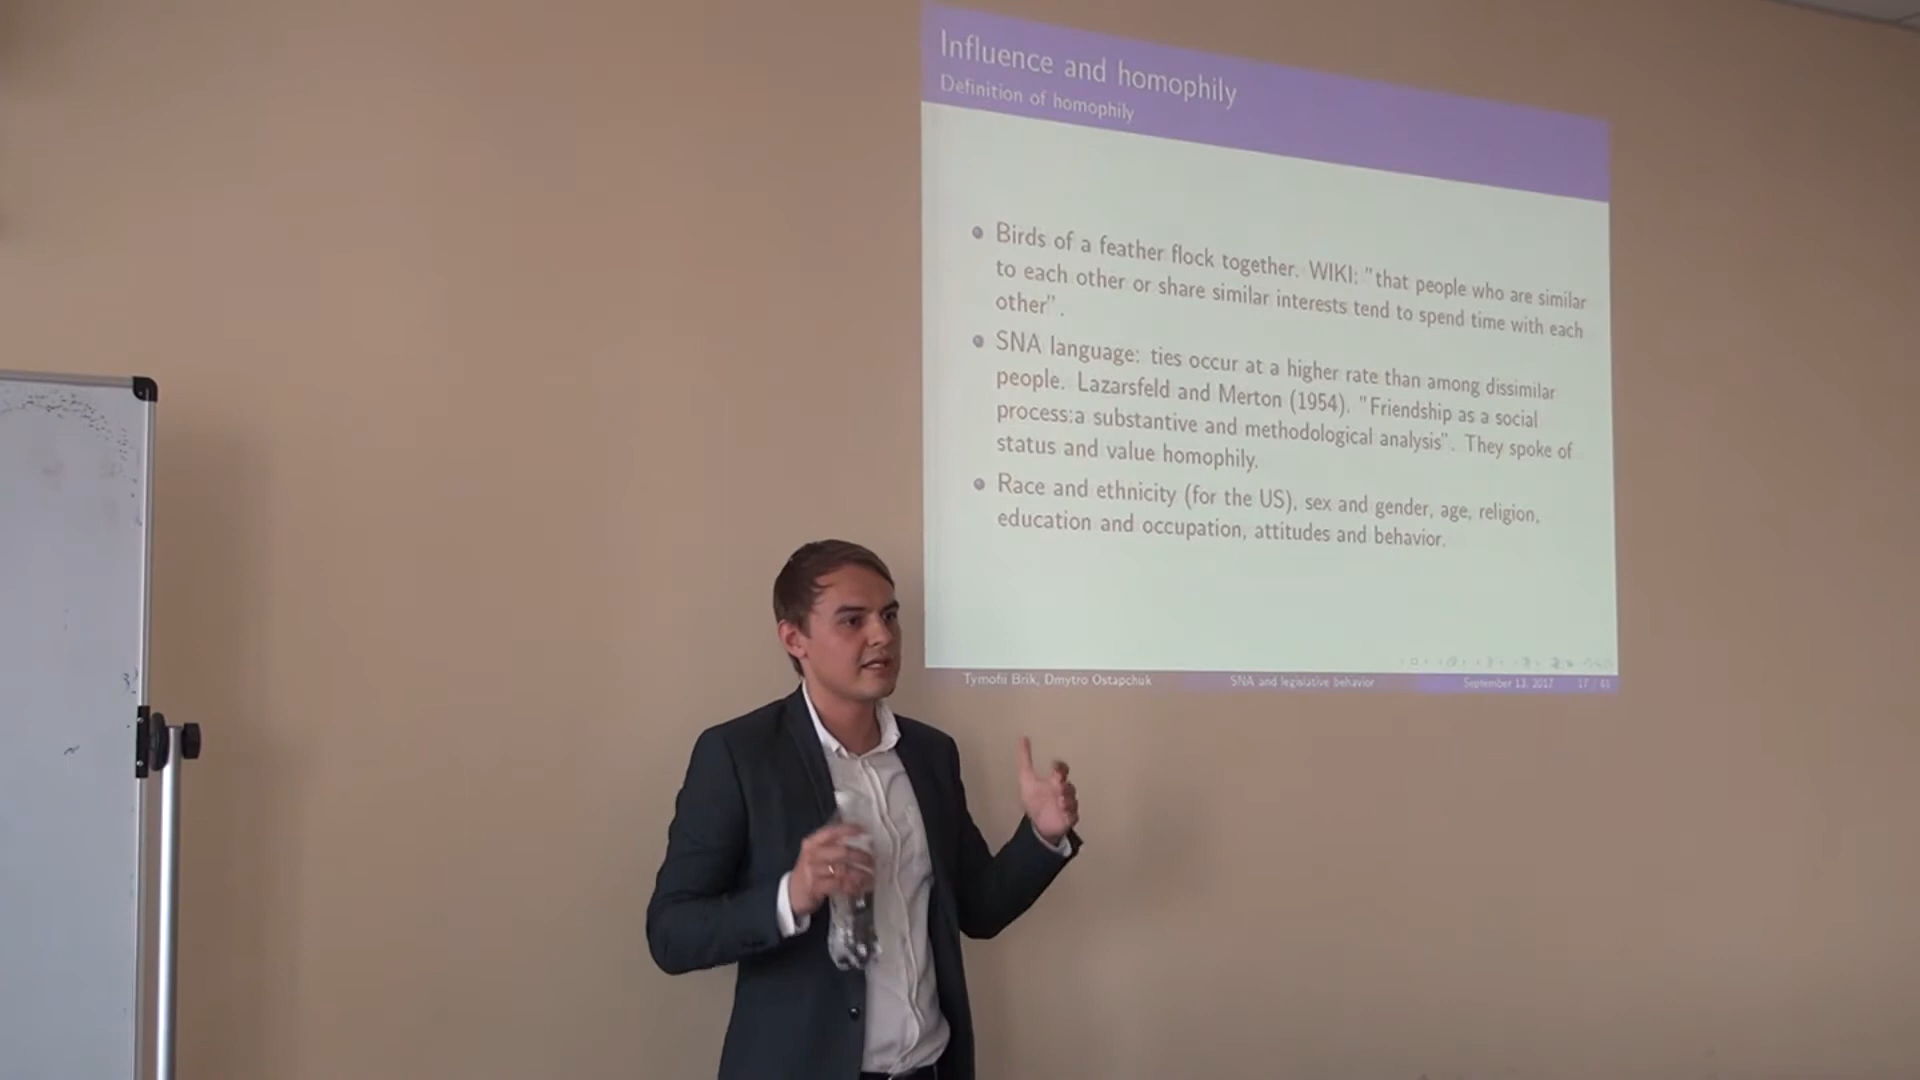 Influence and homophily
Definition of homophily
Birds of a feather flock together. WIKI: "that people who are similar
to each other or share similar interests tend to spend time with each
other".
SNA language: ties occur at a higher rate than among dissimilar
people. Lazarsfeld and Merton (1954). "Friendship as a social
process:a substantive and methodological analysis". They spoke of
status and value homophily.
Race and ethnicity (for the US), sex and gender, age, religion,
education and occupation, attitudes and behavior.
Tymofii Brik, Dmytro Ostapchuk SNA and legislative behavior September 13, 2017 17 /